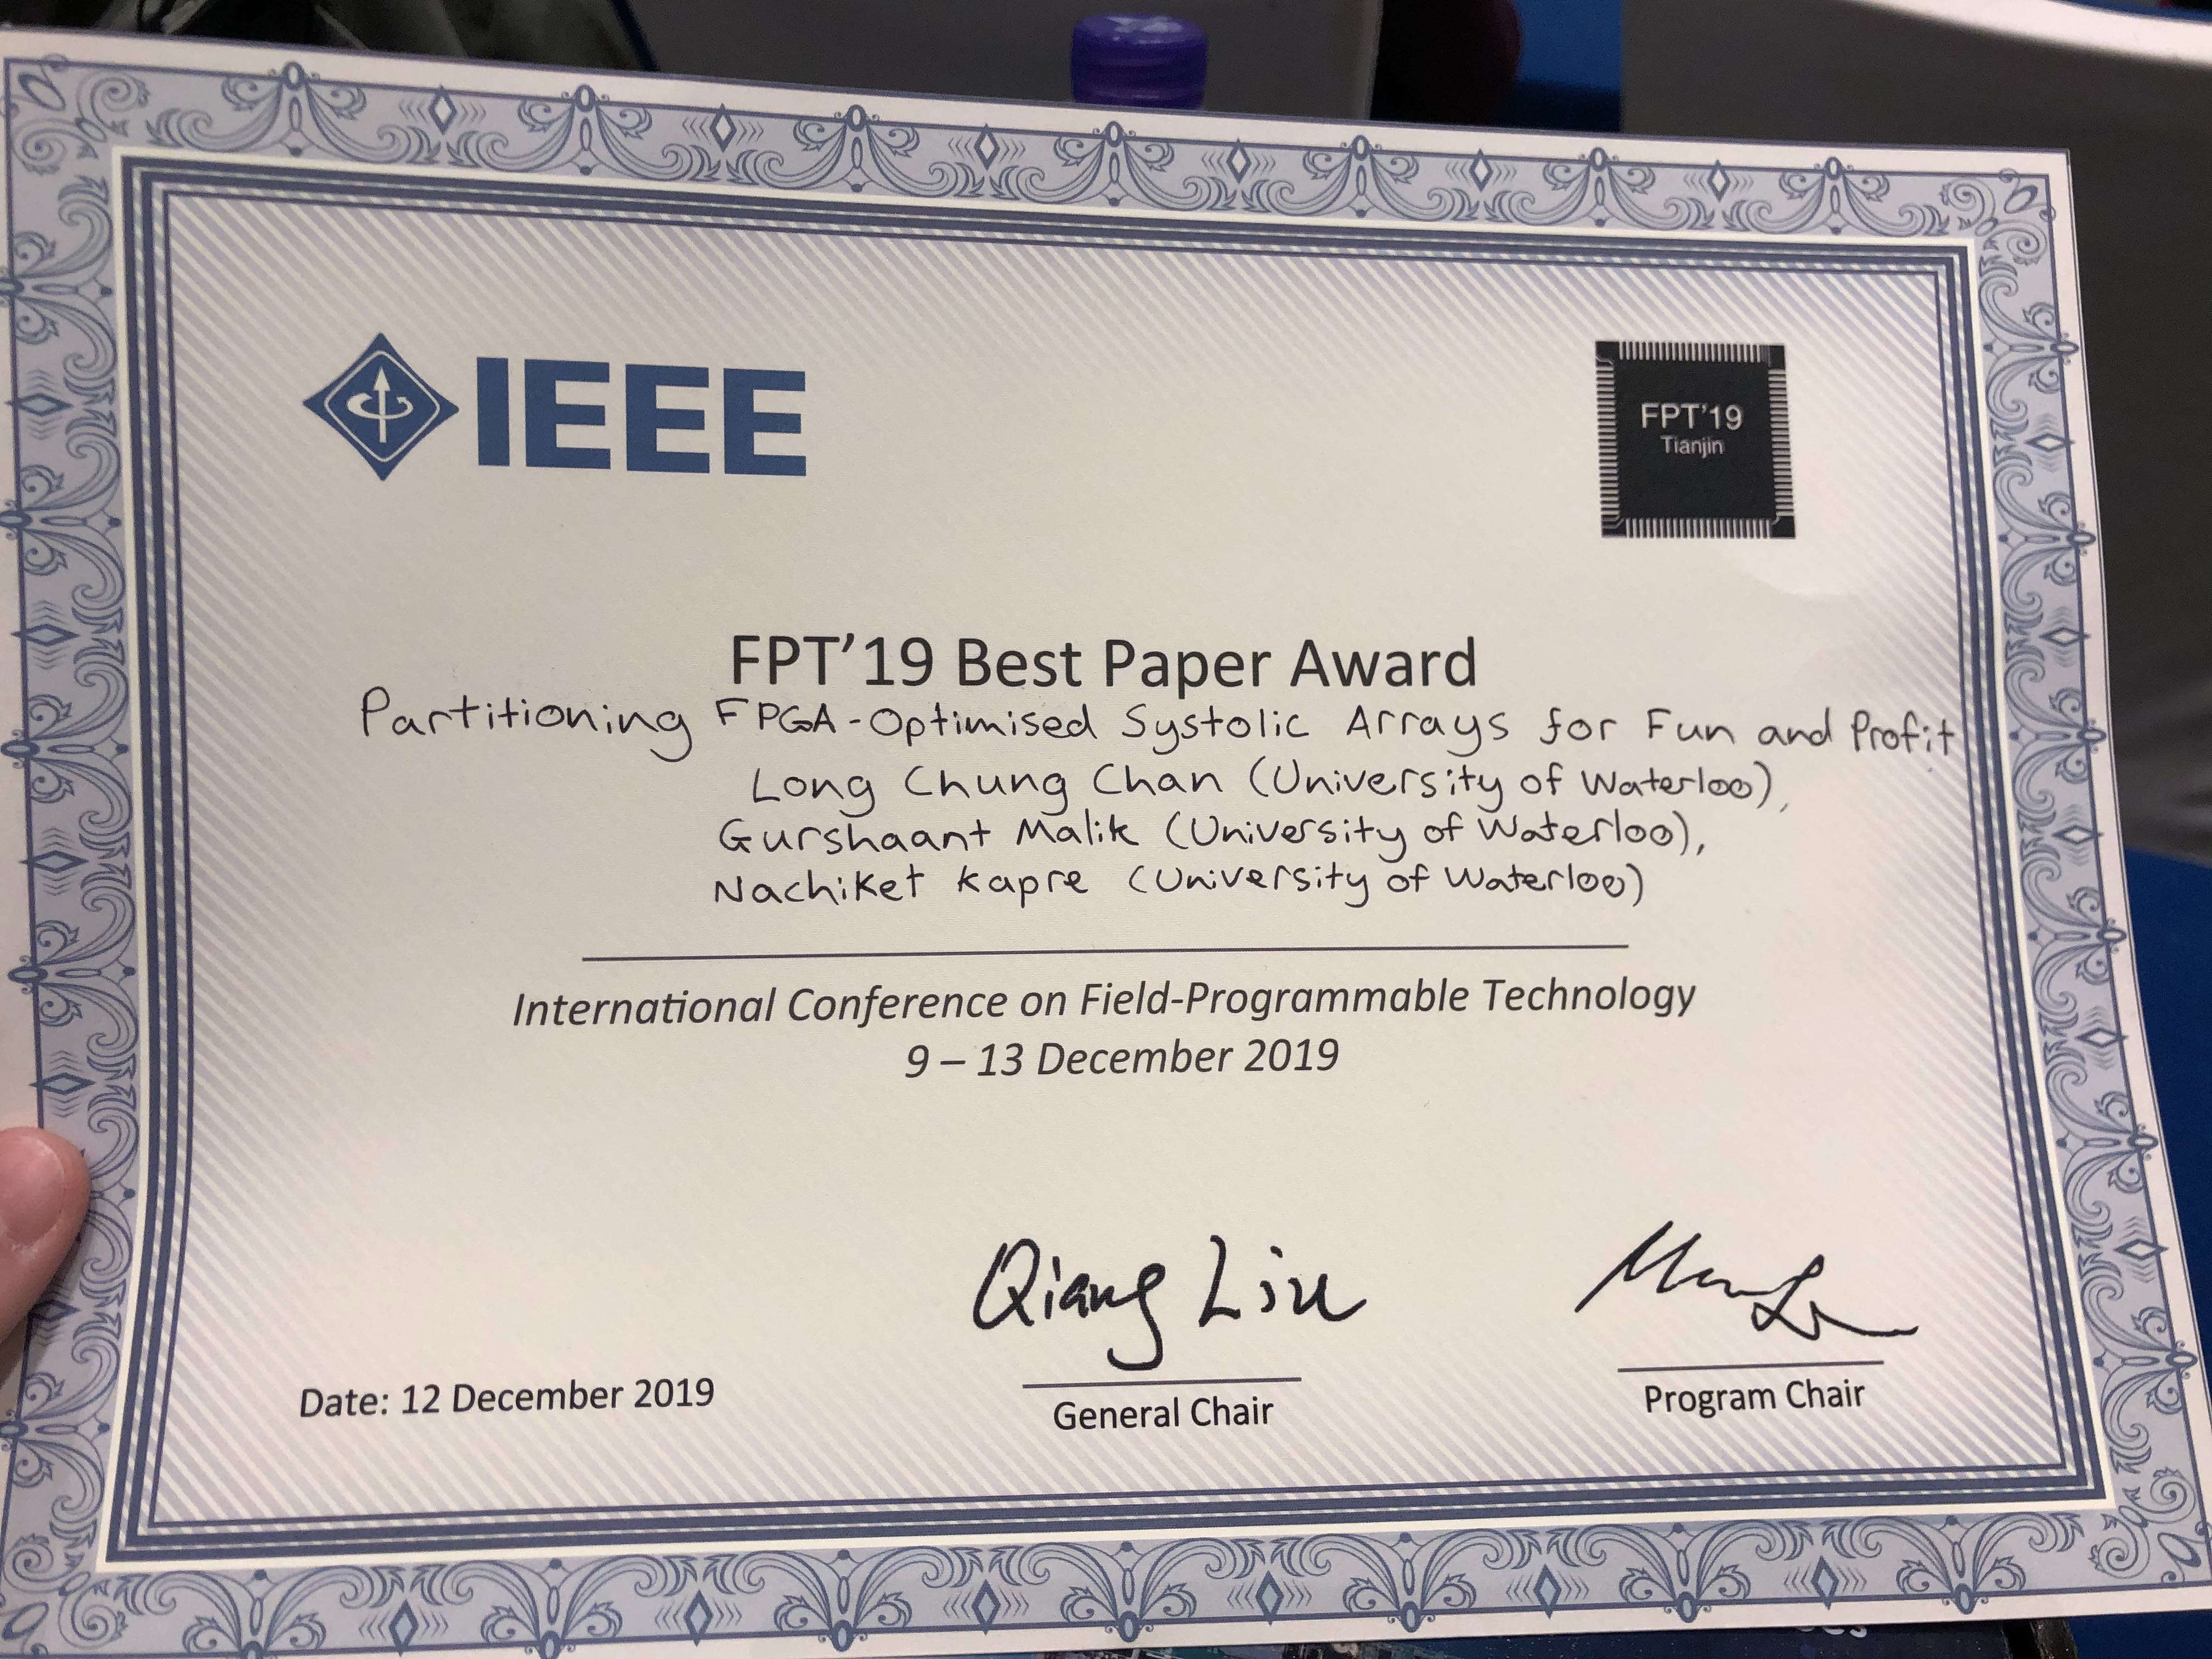 IEEE
FPT'19
Tianjin
FPT'19 Best Paper Award
Partitioning FPGA-Optimised Systolic Arrays for Fun and Profit
Long Chung Chan (University of Waterloo),
Gurshaant Malik (University of Waterloo),
Nachiket Kapre (University of Waterloo)
International Conference on Field-Programmable Technology
9 – 13 December 2019
Qiang Liu
Date: 12 December 2019
General Chair
Program Chair